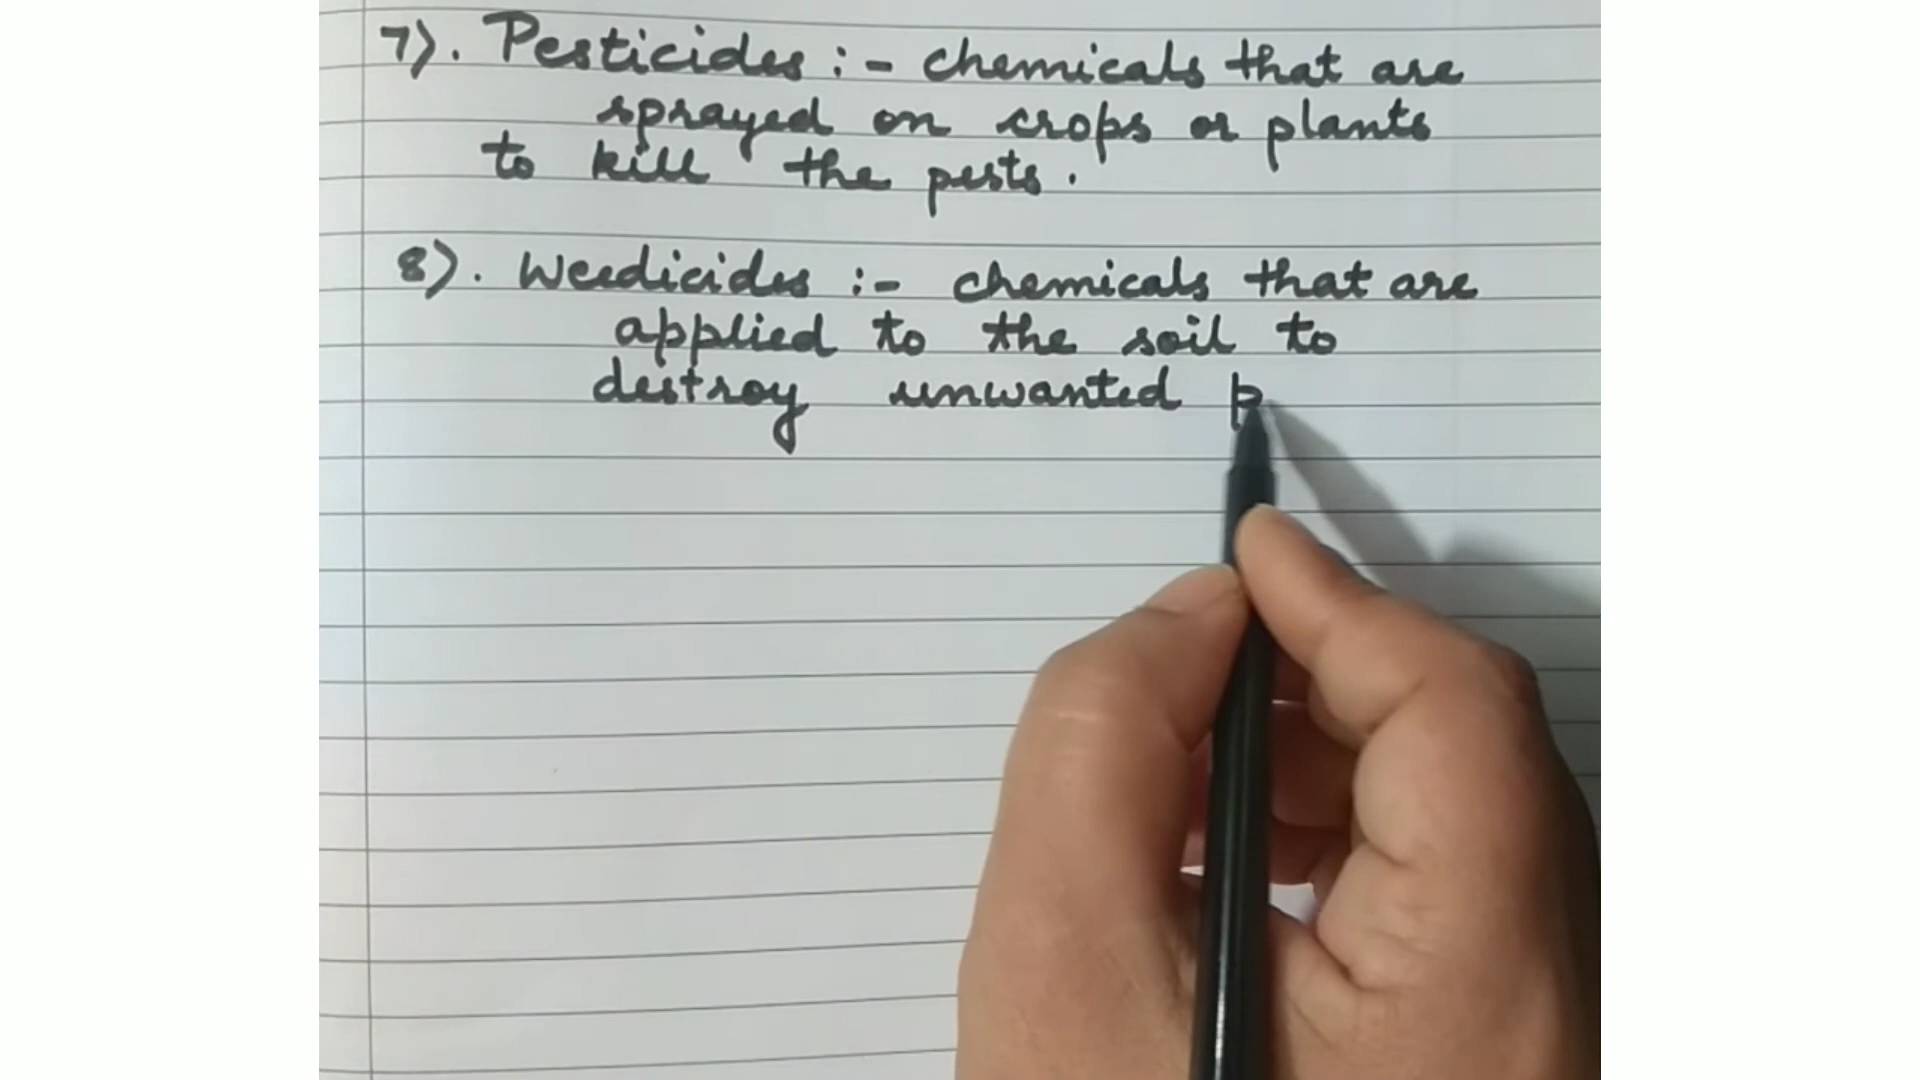 7). Pesticides :- chemicals that are
sprayed on crops or plants
to kill the pests.
8). Weedicides :- chemicals that are
applied to the soil to
destroy unwanted p